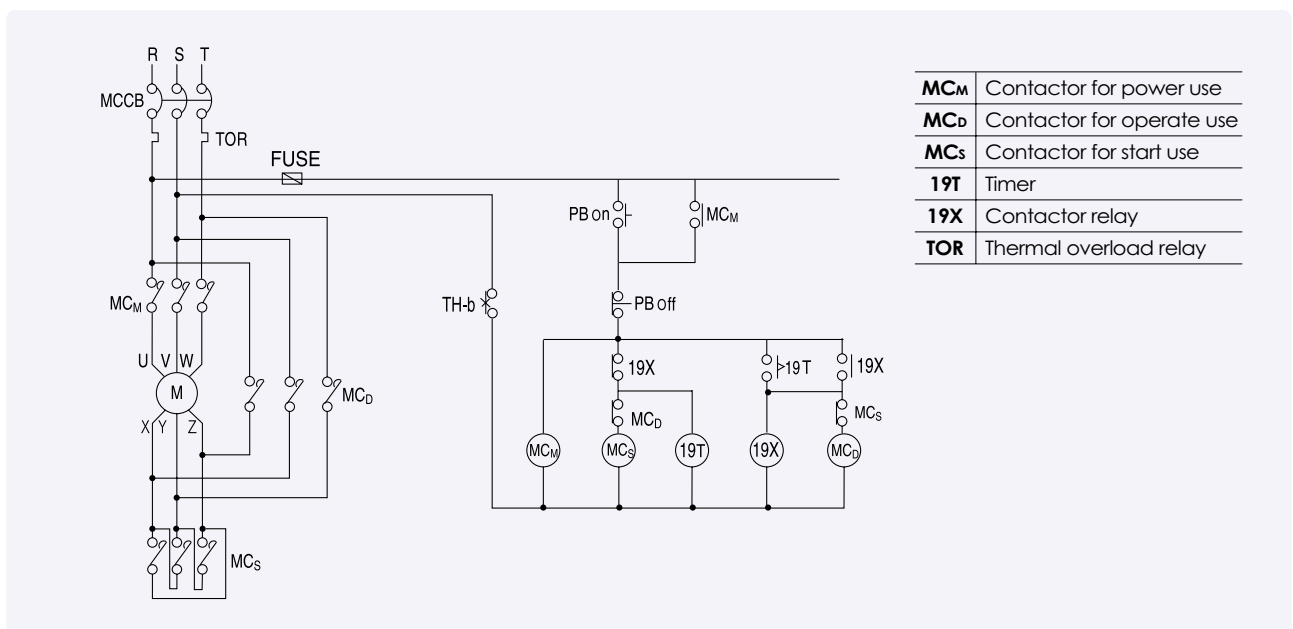 R S T
MCCB
TOR
FUSE
PB on
MCM
MCM
TH-b
PB off
U V W
19X
19T
19X
M
MCD
X Y Z
MCD
MCS
MCM
MCS
19T
19X
MCD
MCS
MCM Contactor for power use
MCD Contactor for operate use
MCS Contactor for start use
19T Timer
19X Contactor relay
TOR Thermal overload relay